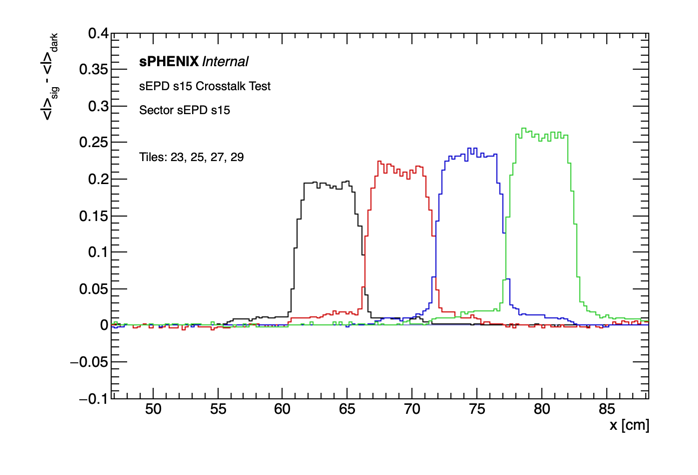 <I>sig - <I>dark
0.4
0.35
0.3
0.25
0.2
0.15
0.1
0.05
0
−0.05
−0.1
sPHENIX Internal
sEPD s15 Crosstalk Test
Sector sEPD s15
Tiles: 23, 25, 27, 29
50 55 60 65 70 75 80 85
x [cm]